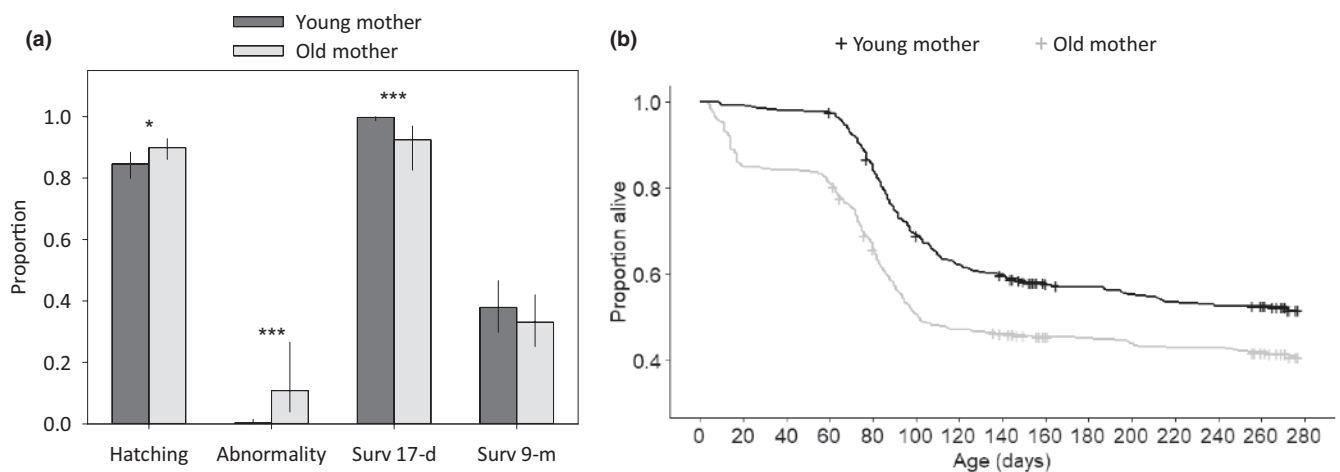 (a)
Young mother
Old mother
Proportion
1.0
0.8
0.6
0.4
0.2
0.0
*
***
***
Hatching Abnormality Surv 17-d Surv 9-m
(b)
+ Young mother + Old mother
Proportion alive
1.0
0.8
0.6
0.4
0 20 40 60 80 100 120 140 160 180 200 220 240 260 280
Age (days)